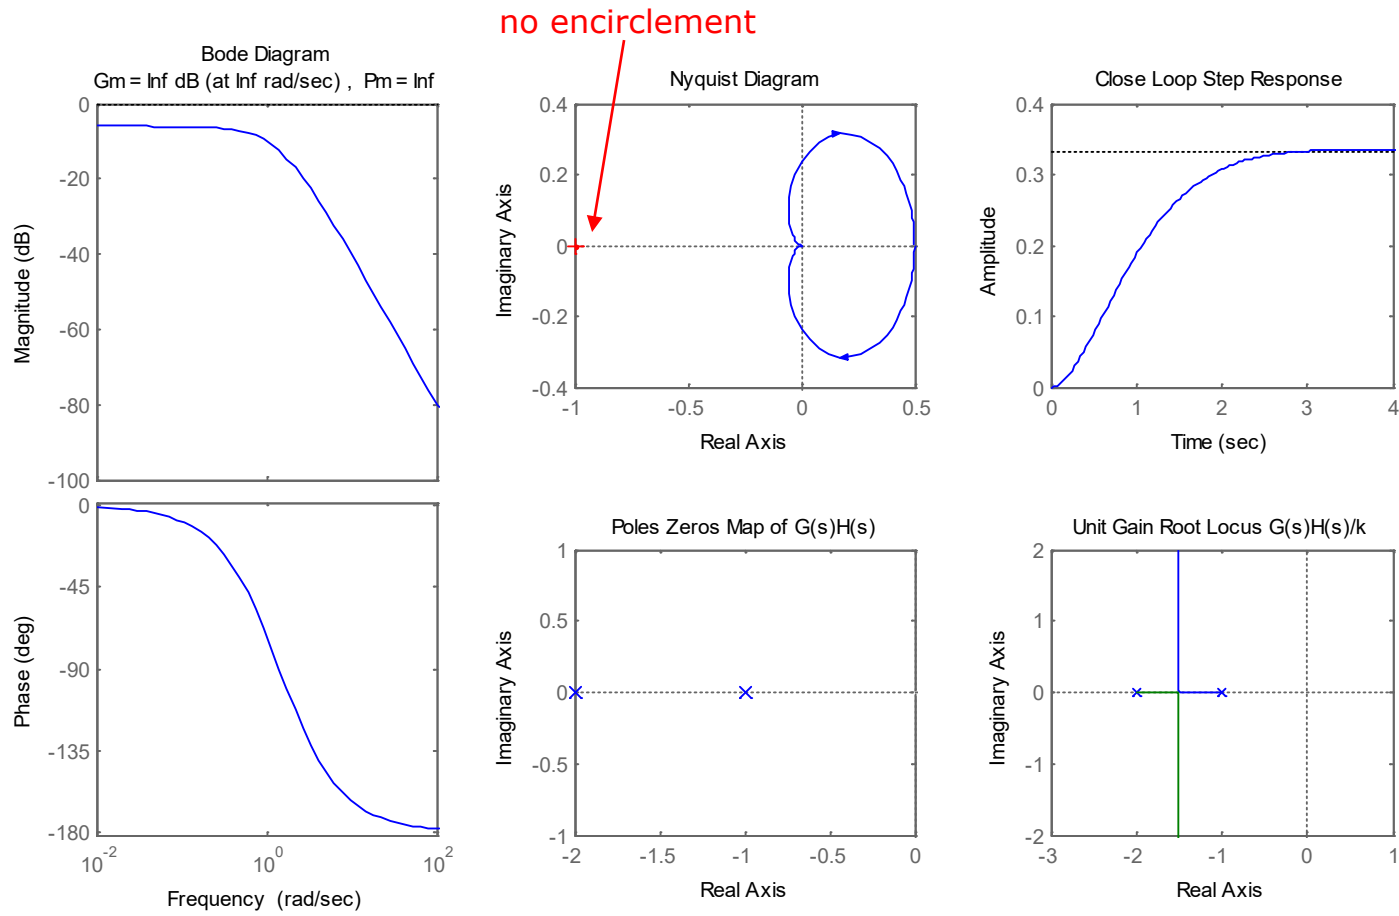 no encirclement
Bode Diagram
Gm = Inf dB (at Inf rad/sec) , Pm = Inf
0
-20
-40
-60
-80
-100
Magnitude (dB)
0
-45
-90
-135
-180
Phase (deg)
10^-2
10^0
10^2
Frequency (rad/sec)
Nyquist Diagram
0.4
0.2
0
-0.2
-0.4
Imaginary Axis
-1
-0.5
0
0.5
Real Axis
Close Loop Step Response
0.4
0.3
0.2
0.1
0
Amplitude
0
1
2
3
4
Time (sec)
Poles Zeros Map of G(s)H(s)
1
0.5
0
-0.5
-1
Imaginary Axis
-2
-1.5
-1
-0.5
0
Real Axis
Unit Gain Root Locus G(s)H(s)/k
2
1
0
-1
-2
Imaginary Axis
-3
-2
-1
0
1
Real Axis